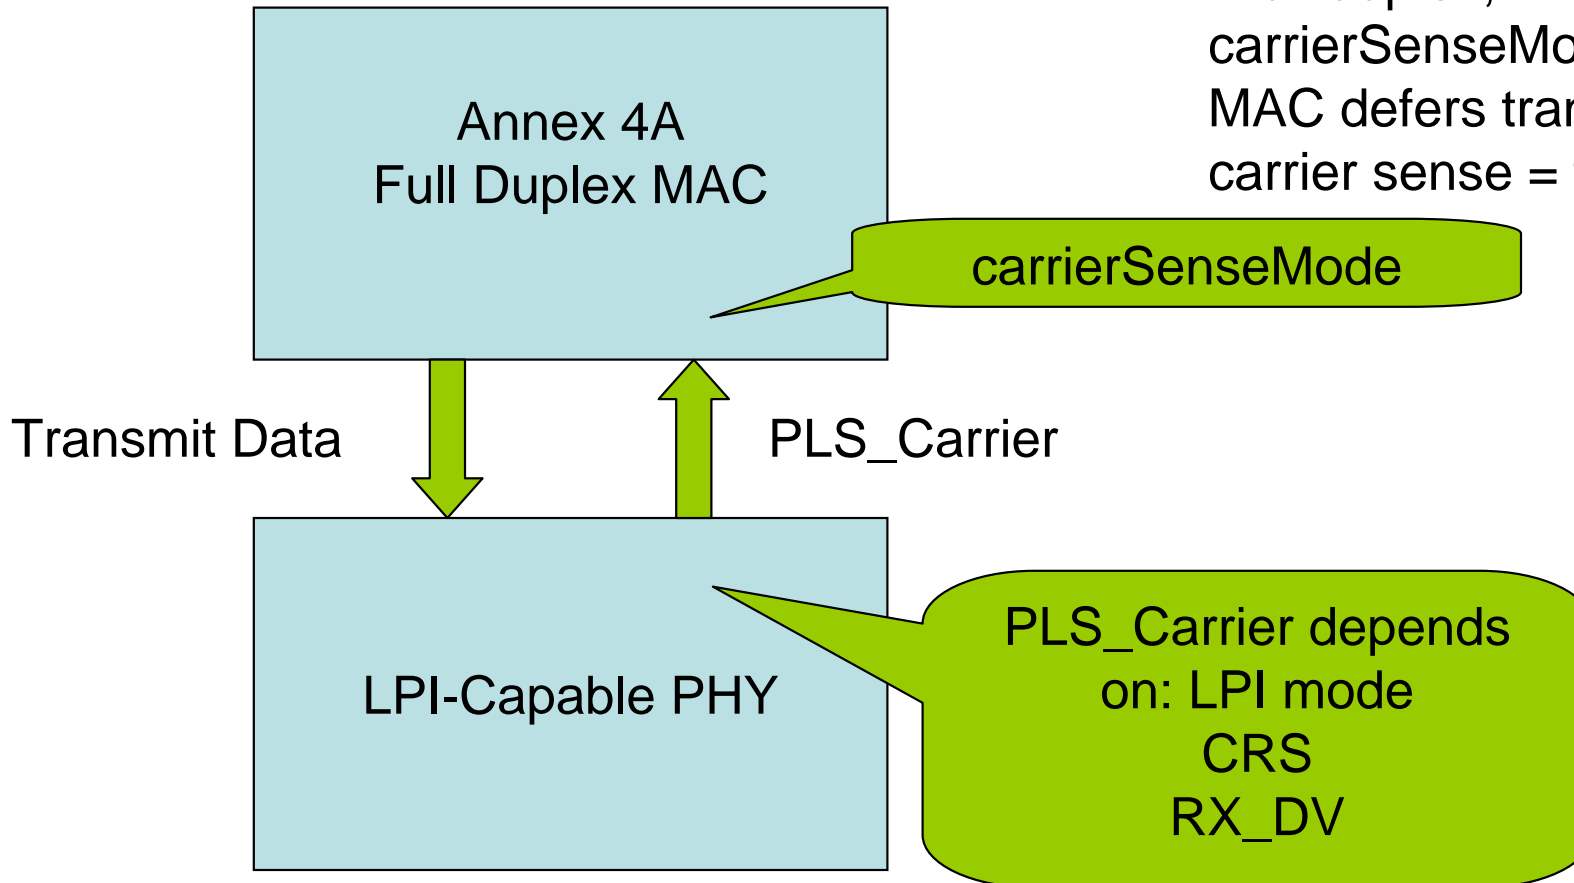 carrierSenseMo
MAC defers tran
carrier sense =
Annex 4A
Full Duplex MAC
carrierSenseMode
Transmit Data
PLS_Carrier
LPI-Capable PHY
PLS_Carrier depends
on: LPI mode
CRS
RX_DV